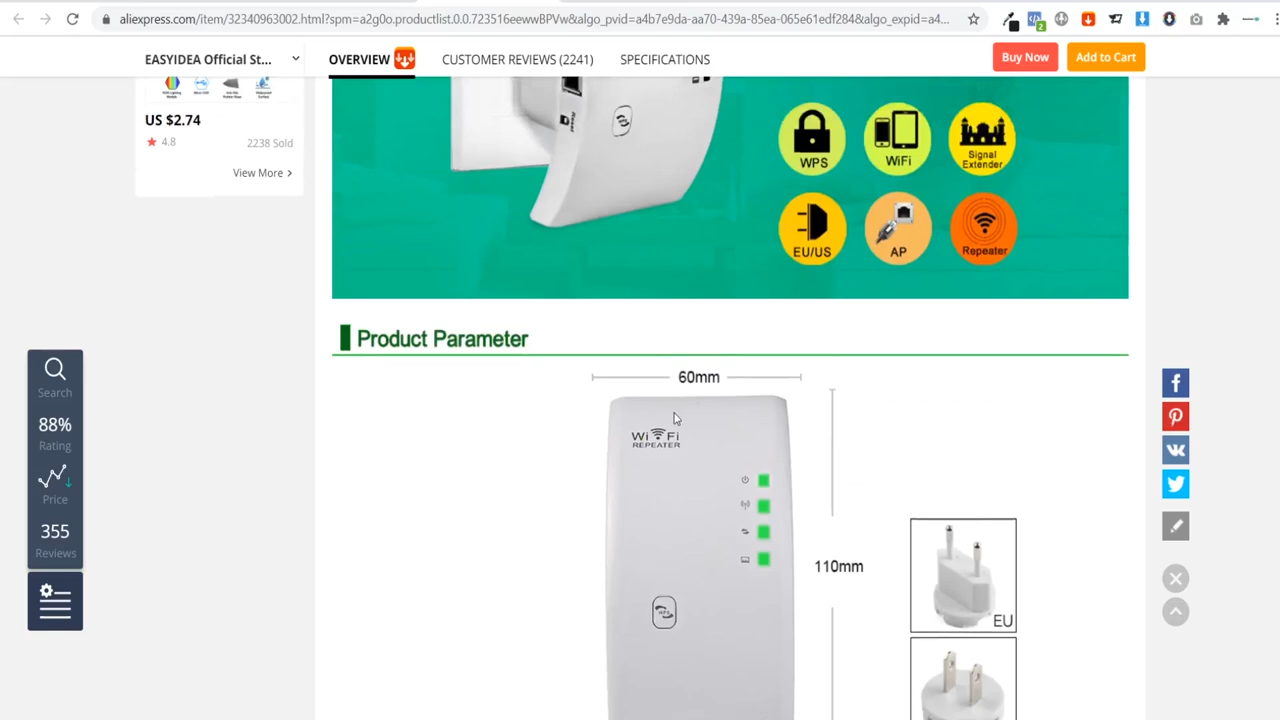 aliexpress.com/item/32340963002.html?spm=a2g0o.productlist.0.0.723516eewwBPVw&algo_pvid=a4b7e9da-aa70-439a-85ea-065e61edf284&algo_expid=a4...
2
EASYIDEA Official St...
OVERVIEW
CUSTOMER REVIEWS (2241)
SPECIFICATIONS
Buy Now
Add to Cart
US $2.74
4.8
2238 Sold
View More >
Reset
WPS
WiFi
Signal
Extender
EU/US
AP
Repeater
Product Parameter
60mm
WiFi
REPEATER
110mm
EU
Search
88%
Rating
Price
355
Reviews